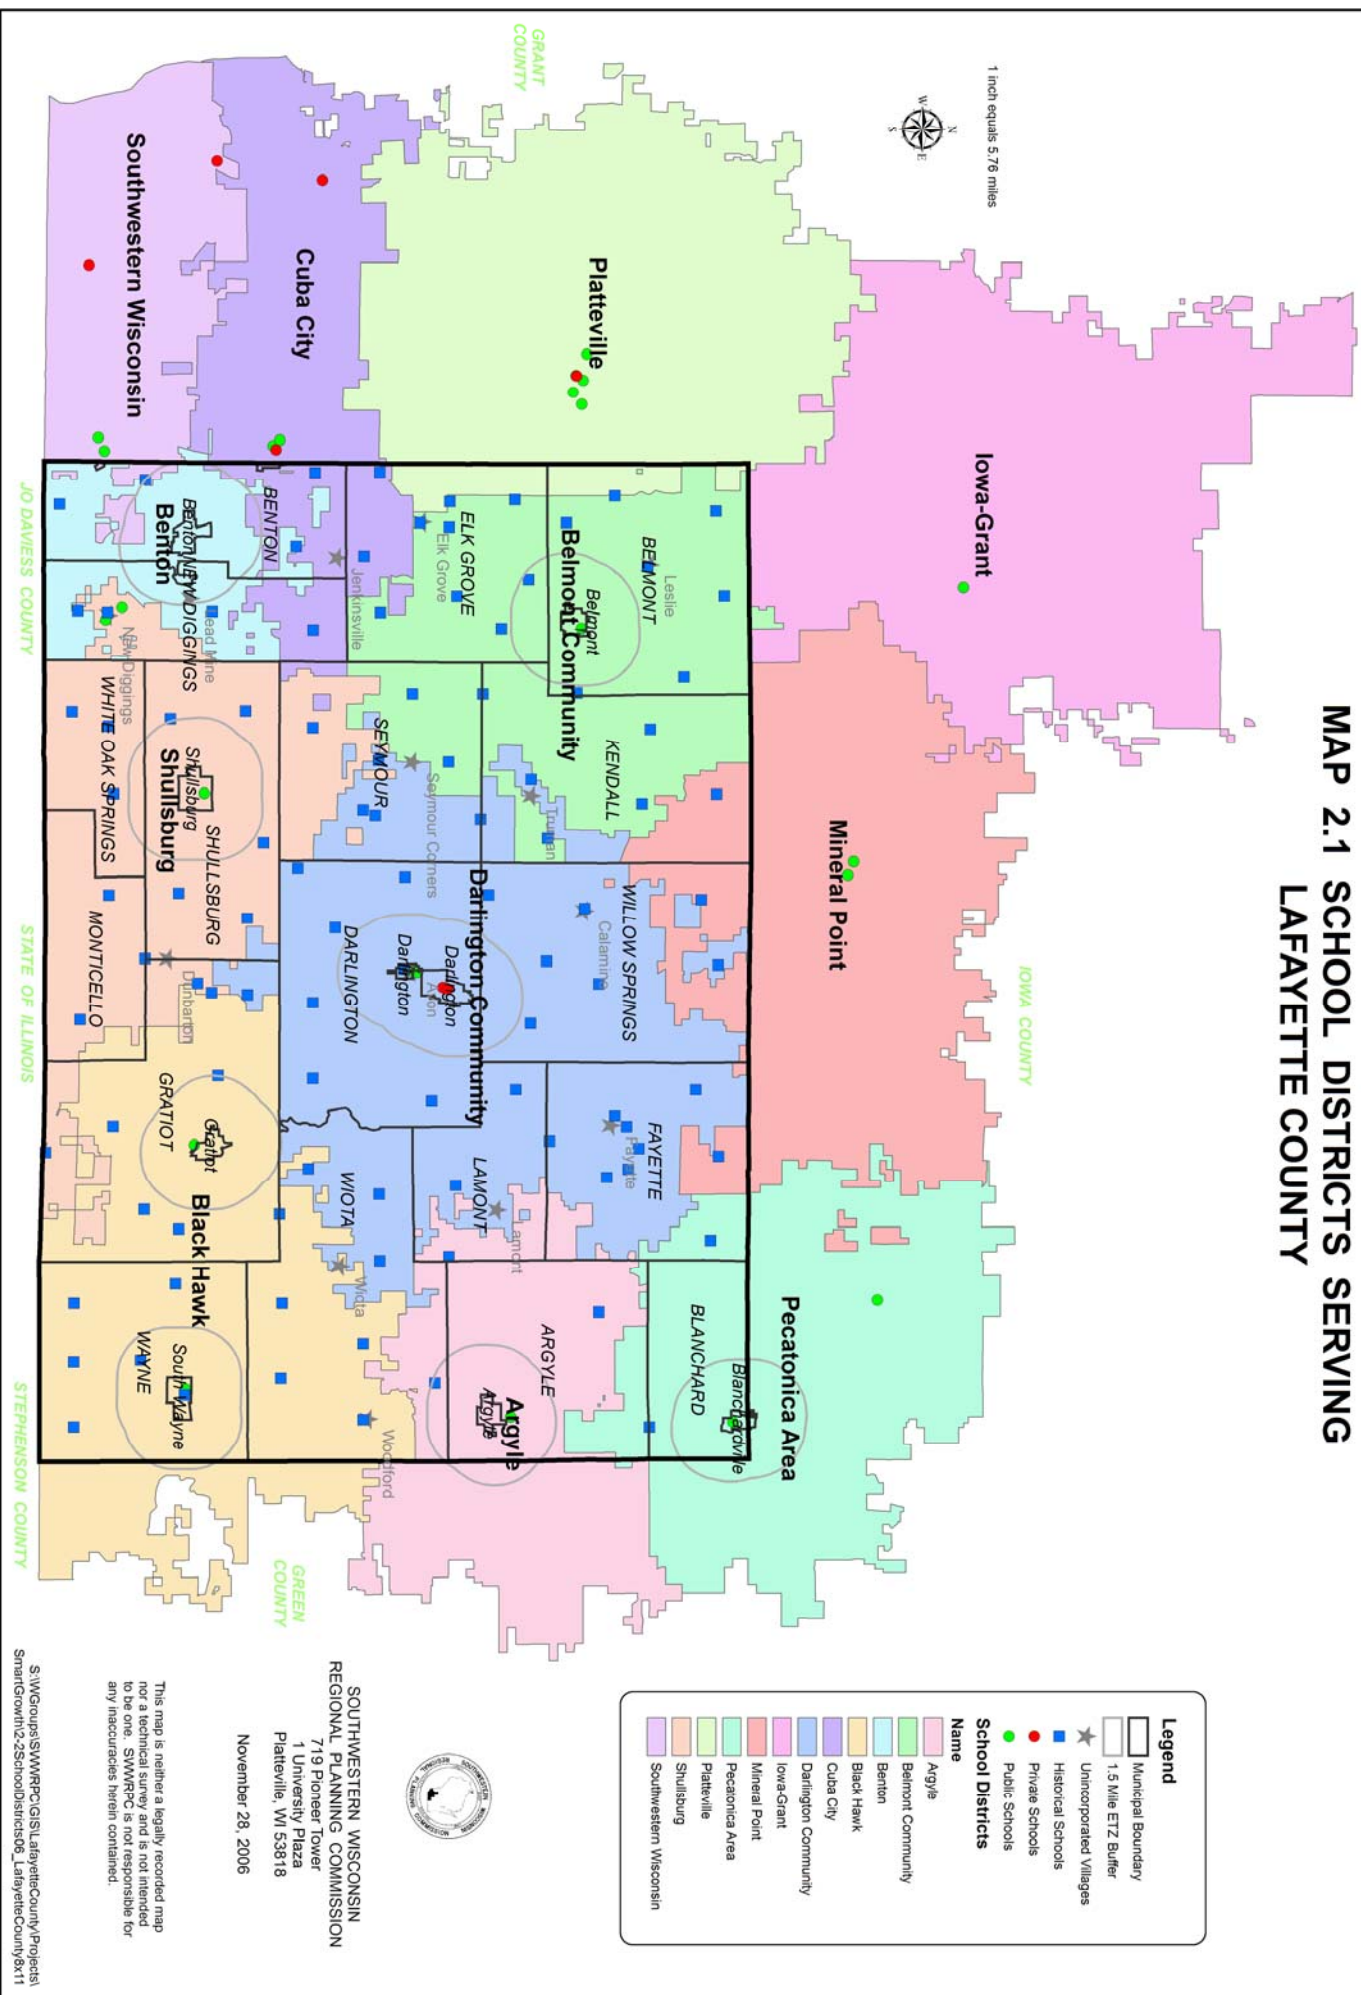 MAP 2.1 SCHOOL DISTRICTS SERVING
LAFAYETTE COUNTY
1 inch equals 5.76 miles
N
W
E
S
GRANT
COUNTY
IOWA COUNTY
Iowa-Grant
Mineral Point
Pecatonica Area
Platteville
Cuba City
Southwestern Wisconsin
Leslie
BELMONT
Belmont
Belmont Community
KENDALL
Truman
WILLOW SPRINGS
Calamine
FAYETTE
Fayette
BLANCHARD
Blanchardville
ELK GROVE
Elk Grove
SEYMOUR
Seymour Corners
Darlington Community
Darlington
Avon
Darlington
DARLINGTON
LAMONT
Lamont
ARGYLE
Argyle
Argyle
WIOTA
Wiota
Woodford
Jenkinsville
BENTON
Benton
Benton
NEW DIGGINGS
Lead Mine
New Diggings
Shullsburg
Shullsburg
SHULLSBURG
WHITE OAK SPRINGS
MONTICELLO
Dunbarton
GRATIOT
Gratiot
Black Hawk
WAYNE
South Wayne
JO DAVIESS COUNTY
STATE OF ILLINOIS
STEPHENSON COUNTY
GREEN
COUNTY
Legend
Municipal Boundary
1.5 Mile ETZ Buffer
Unincorporated Villages
Historical Schools
Private Schools
Public Schools
School Districts
Name
Argyle
Belmont Community
Benton
Black Hawk
Cuba City
Darlington Community
Iowa-Grant
Mineral Point
Pecatonica Area
Platteville
Shullsburg
Southwestern Wisconsin
SOUTHWESTERN WISCONSIN
REGIONAL PLANNING COMMISSION
719 Pioneer Tower
1 University Plaza
Platteville, WI 53818
November 28, 2006
This map is neither a legally recorded map
nor a technical survey and is not intended
to be one. SWWRPC is not responsible for
any inaccuracies herein contained.
S:\WGroups\SWWRPC\GIS\LafayetteCounty\Projects\
SmartGrowth\2-2SchoolDistricts06_LafayetteCounty8x11